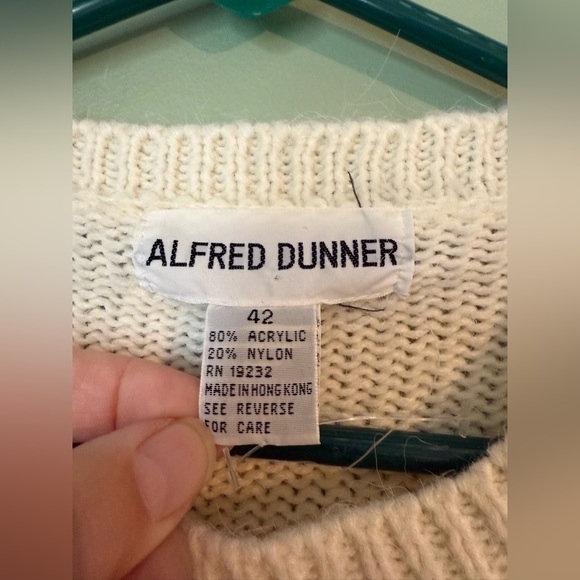 ALFRED DUNNER
42
80% ACRYLIC
20% NYLON
RN 19232
MADE IN HONG KONG
SEE REVERSE
FOR CARE